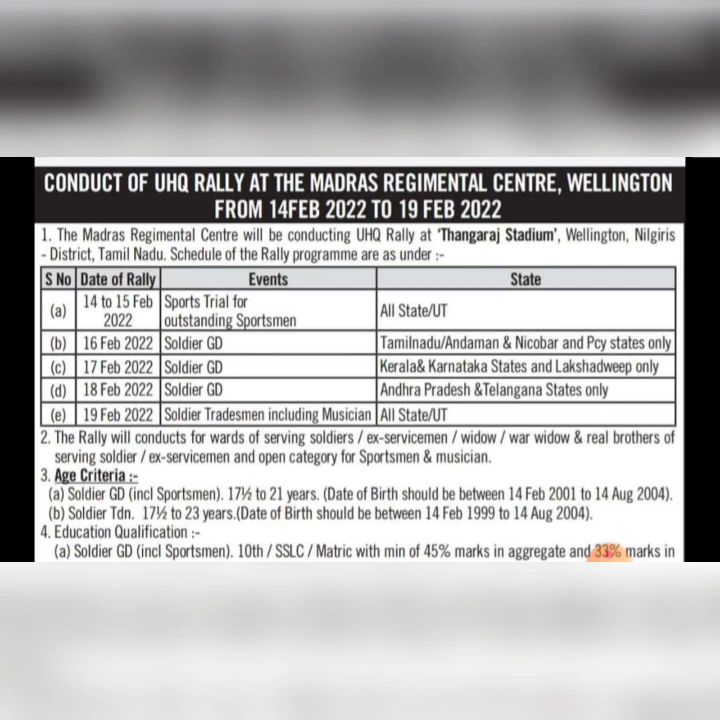 CONDUCT OF UHQ RALLY AT THE MADRAS REGIMENTAL CENTRE, WELLINGTON
FROM 14FEB 2022 TO 19 FEB 2022
1. The Madras Regimental Centre will be conducting UHQ Rally at 'Thangaraj Stadium', Wellington, Nilgiris
- District, Tamil Nadu. Schedule of the Rally programme are as under :-
S No Date of Rally Events State
(a) 14 to 15 Feb 2022 Sports Trial for outstanding Sportsmen All State/UT
(b) 16 Feb 2022 Soldier GD Tamilnadu/Andaman & Nicobar and Pcy states only
(c) 17 Feb 2022 Soldier GD Kerala& Karnataka States and Lakshadweep only
(d) 18 Feb 2022 Soldier GD Andhra Pradesh &Telangana States only
(e) 19 Feb 2022 Soldier Tradesmen including Musician All State/UT
2. The Rally will conducts for wards of serving soldiers / ex-servicemen / widow / war widow & real brothers of
serving soldier / ex-servicemen and open category for Sportsmen & musician.
3. Age Criteria :-
(a) Soldier GD (incl Sportsmen). 17½ to 21 years. (Date of Birth should be between 14 Feb 2001 to 14 Aug 2004).
(b) Soldier Tdn. 17½ to 23 years.(Date of Birth should be between 14 Feb 1999 to 14 Aug 2004).
4. Education Qualification :-
(a) Soldier GD (incl Sportsmen). 10th / SSLC / Matric with min of 45% marks in aggregate and 33% marks in